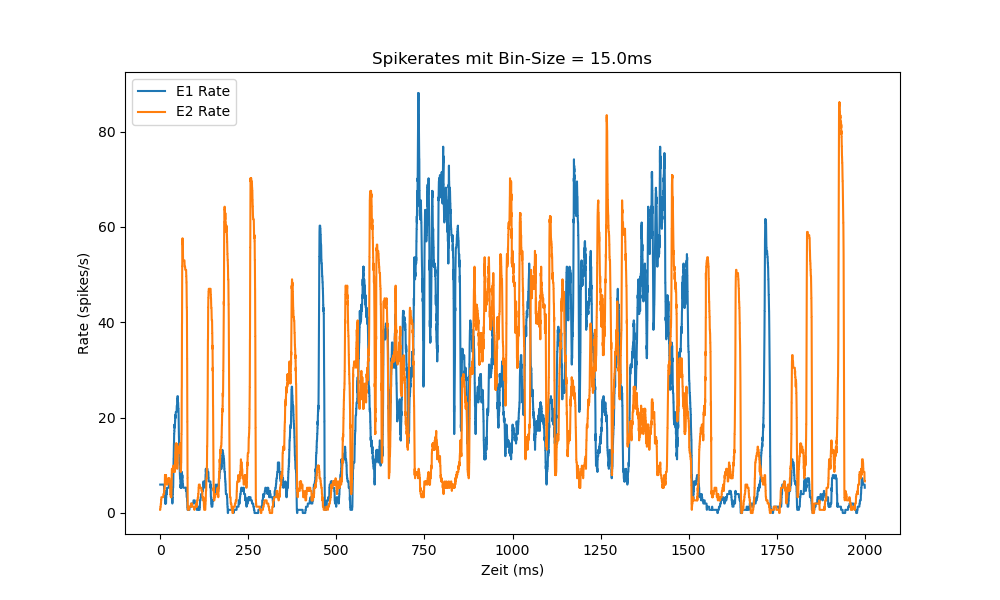 Spikerates mit Bin-Size = 15.0ms
E1 Rate
E2 Rate
80
60
40
20
0
Rate (spikes/s)
0 250 500 750 1000 1250 1500 1750 2000
Zeit (ms)